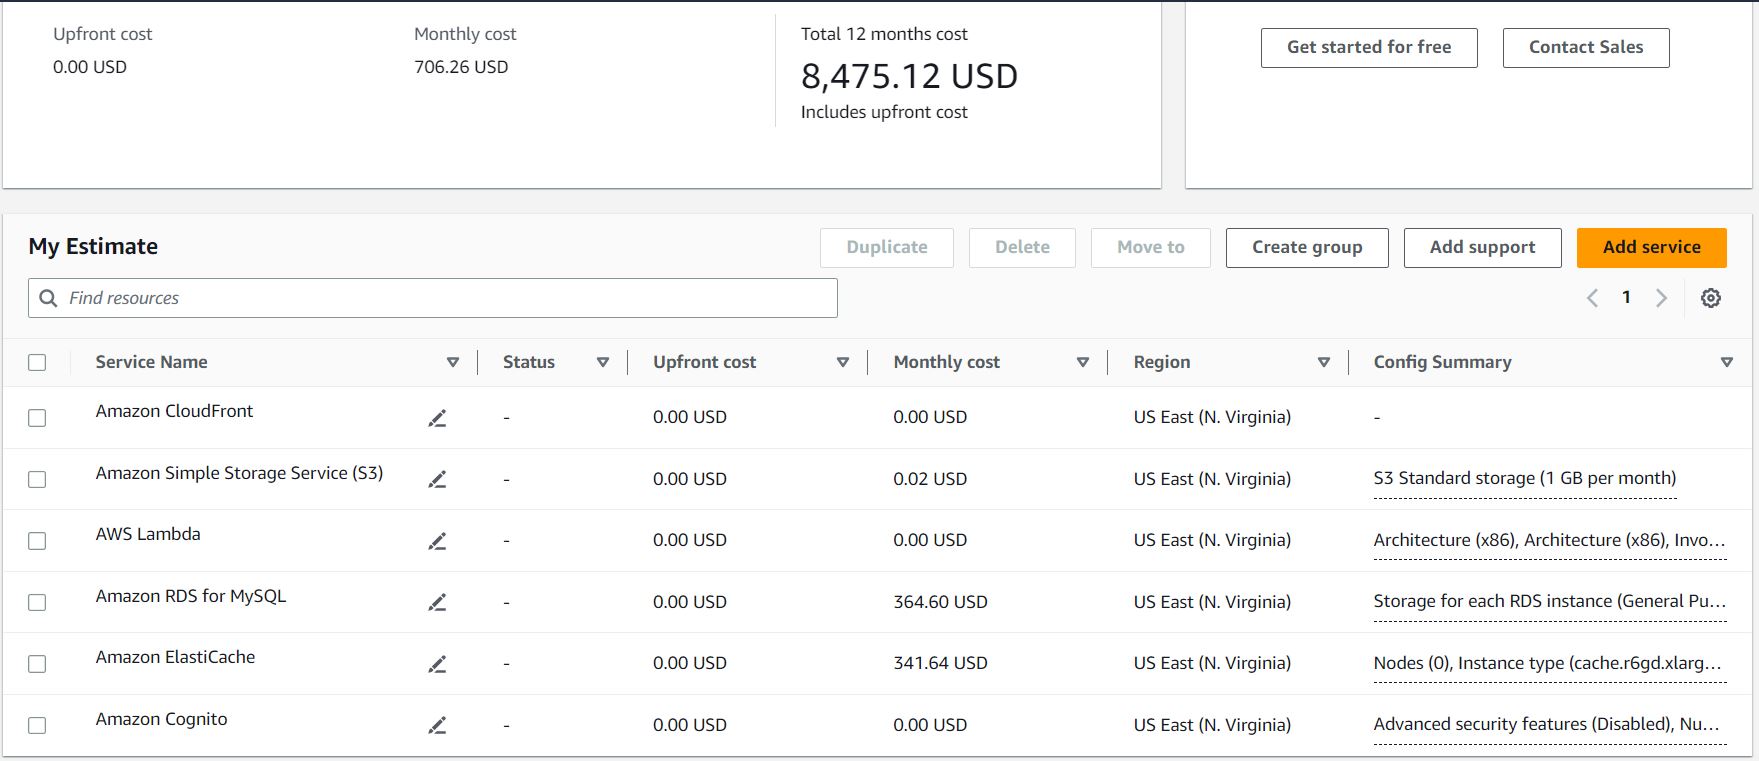 Upfront cost
0.00 USD
Monthly cost
706.26 USD
Total 12 months cost
8,475.12 USD
Includes upfront cost
Get started for free
Contact Sales
My Estimate
Duplicate
Delete
Move to
Create group
Add support
Add service
Find resources
1
Service Name Status Upfront cost Monthly cost Region Config Summary
Amazon CloudFront - 0.00 USD 0.00 USD US East (N. Virginia) -
Amazon Simple Storage Service (S3) - 0.00 USD 0.02 USD US East (N. Virginia) S3 Standard storage (1 GB per month)
AWS Lambda - 0.00 USD 0.00 USD US East (N. Virginia) Architecture (x86), Architecture (x86), Invo...
Amazon RDS for MySQL - 0.00 USD 364.60 USD US East (N. Virginia) Storage for each RDS instance (General Pu...
Amazon ElastiCache - 0.00 USD 341.64 USD US East (N. Virginia) Nodes (0), Instance type (cache.r6gd.xlarg...
Amazon Cognito - 0.00 USD 0.00 USD US East (N. Virginia) Advanced security features (Disabled), Nu...